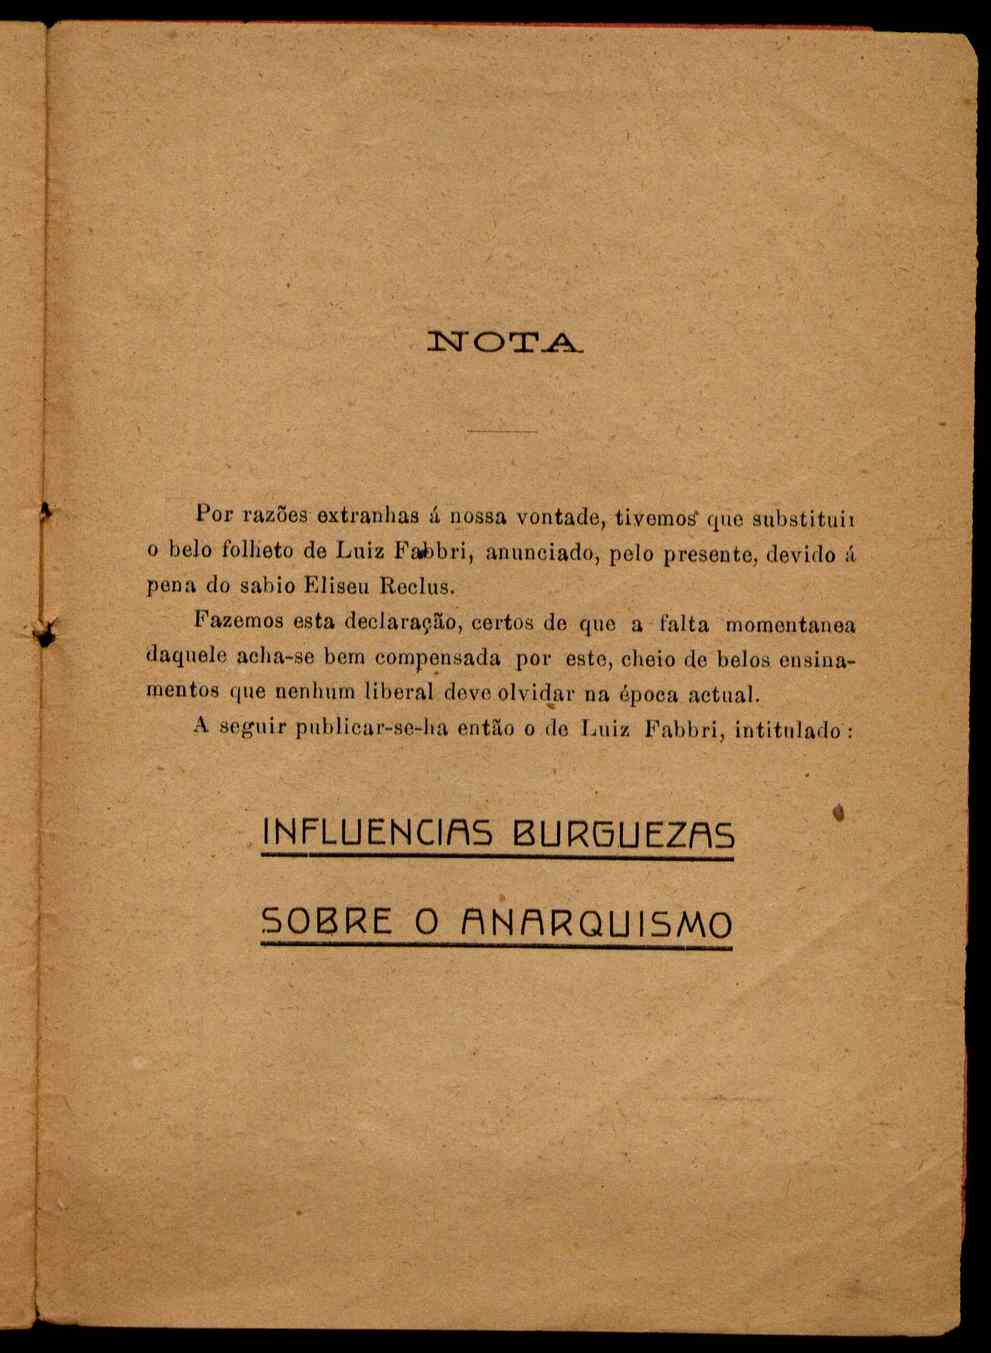 NOTA
Por razões extranhas á nossa vontade, tivemos que substituir
o belo folheto de Luiz Fabbri, anunciado, pelo presente, devido á
pena do sabio Eliseu Reclus.
Fazemos esta declaração, certos de que a falta momentanea
daquele acha-se bem compensada por este, cheio de belos ensina-
mentos que nenhum liberal deve olvidar na época actual.
A seguir publicar-se-ha então o de Luiz Fabbri, intitulado :
INFLUENCIAS BURGUEZAS
SOBRE O ANARQUISMO